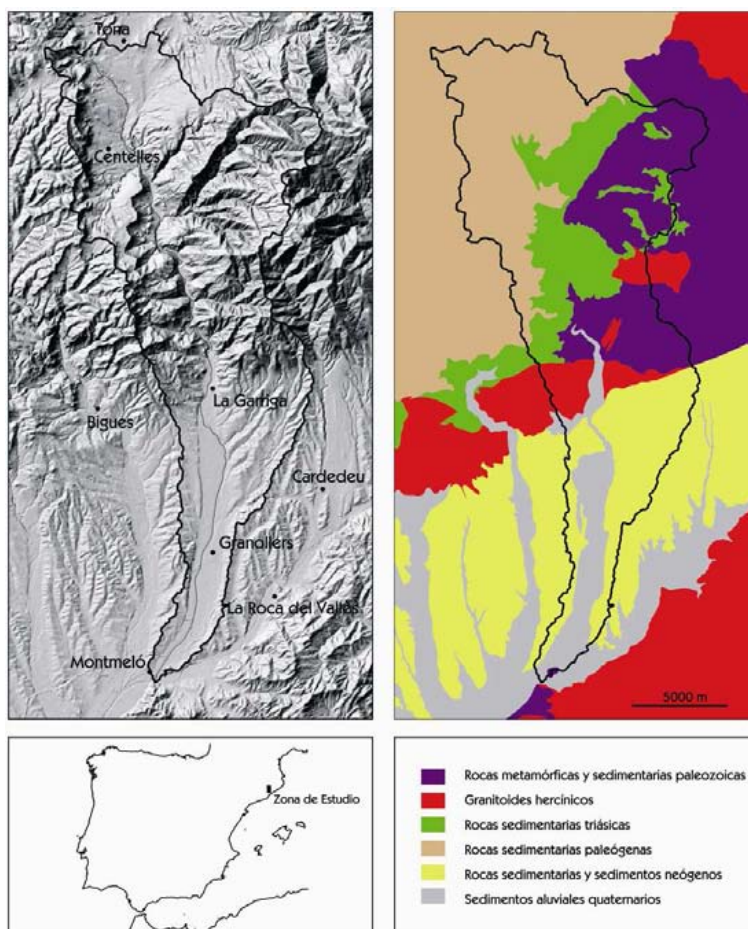 Tona
Centelles
La Garriga
Bigues
Cardedeu
Granollers
La Roca del Vallès
Montmeló
5000 m
Zona de Estudio
Rocas metamórficas y sedimentarias paleozoicas
Granitoides hercínicos
Rocas sedimentarias triásicas
Rocas sedimentarias paleógenas
Rocas sedimentarias y sedimentos neógenos
Sedimentos aluviales quaternarios